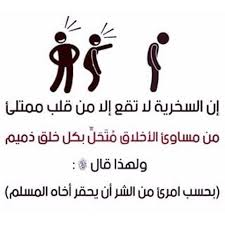 إن السخرية لا تقع إلا من قلب ممتلئ
من مساوئ الأخلاق مُتَحَلٍّ بكل خلق ذميم
ولهذا قال ﷺ :
(بحسب امرئ من الشر أن يحقر أخاه المسلم)